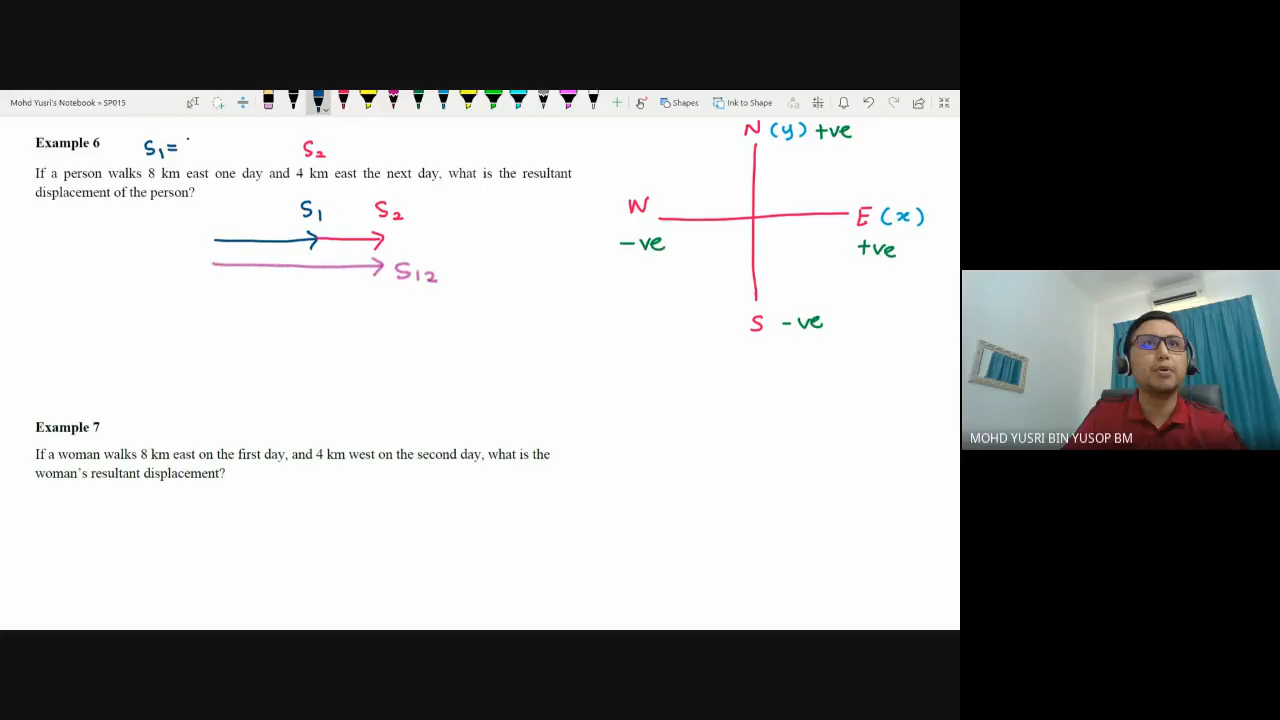 Mohd Yusri's Notebook » SP015
Shapes
Ink to Shape
Example 6
S1=
S2
If a person walks 8 km east one day and 4 km east the next day, what is the resultant
displacement of the person?
S1
S2
S12
N (y) +ve
W
-ve
E (x)
+ve
S -ve
Example 7
If a woman walks 8 km east on the first day, and 4 km west on the second day, what is the
woman's resultant displacement?
MOHD YUSRI BIN YUSOP BM